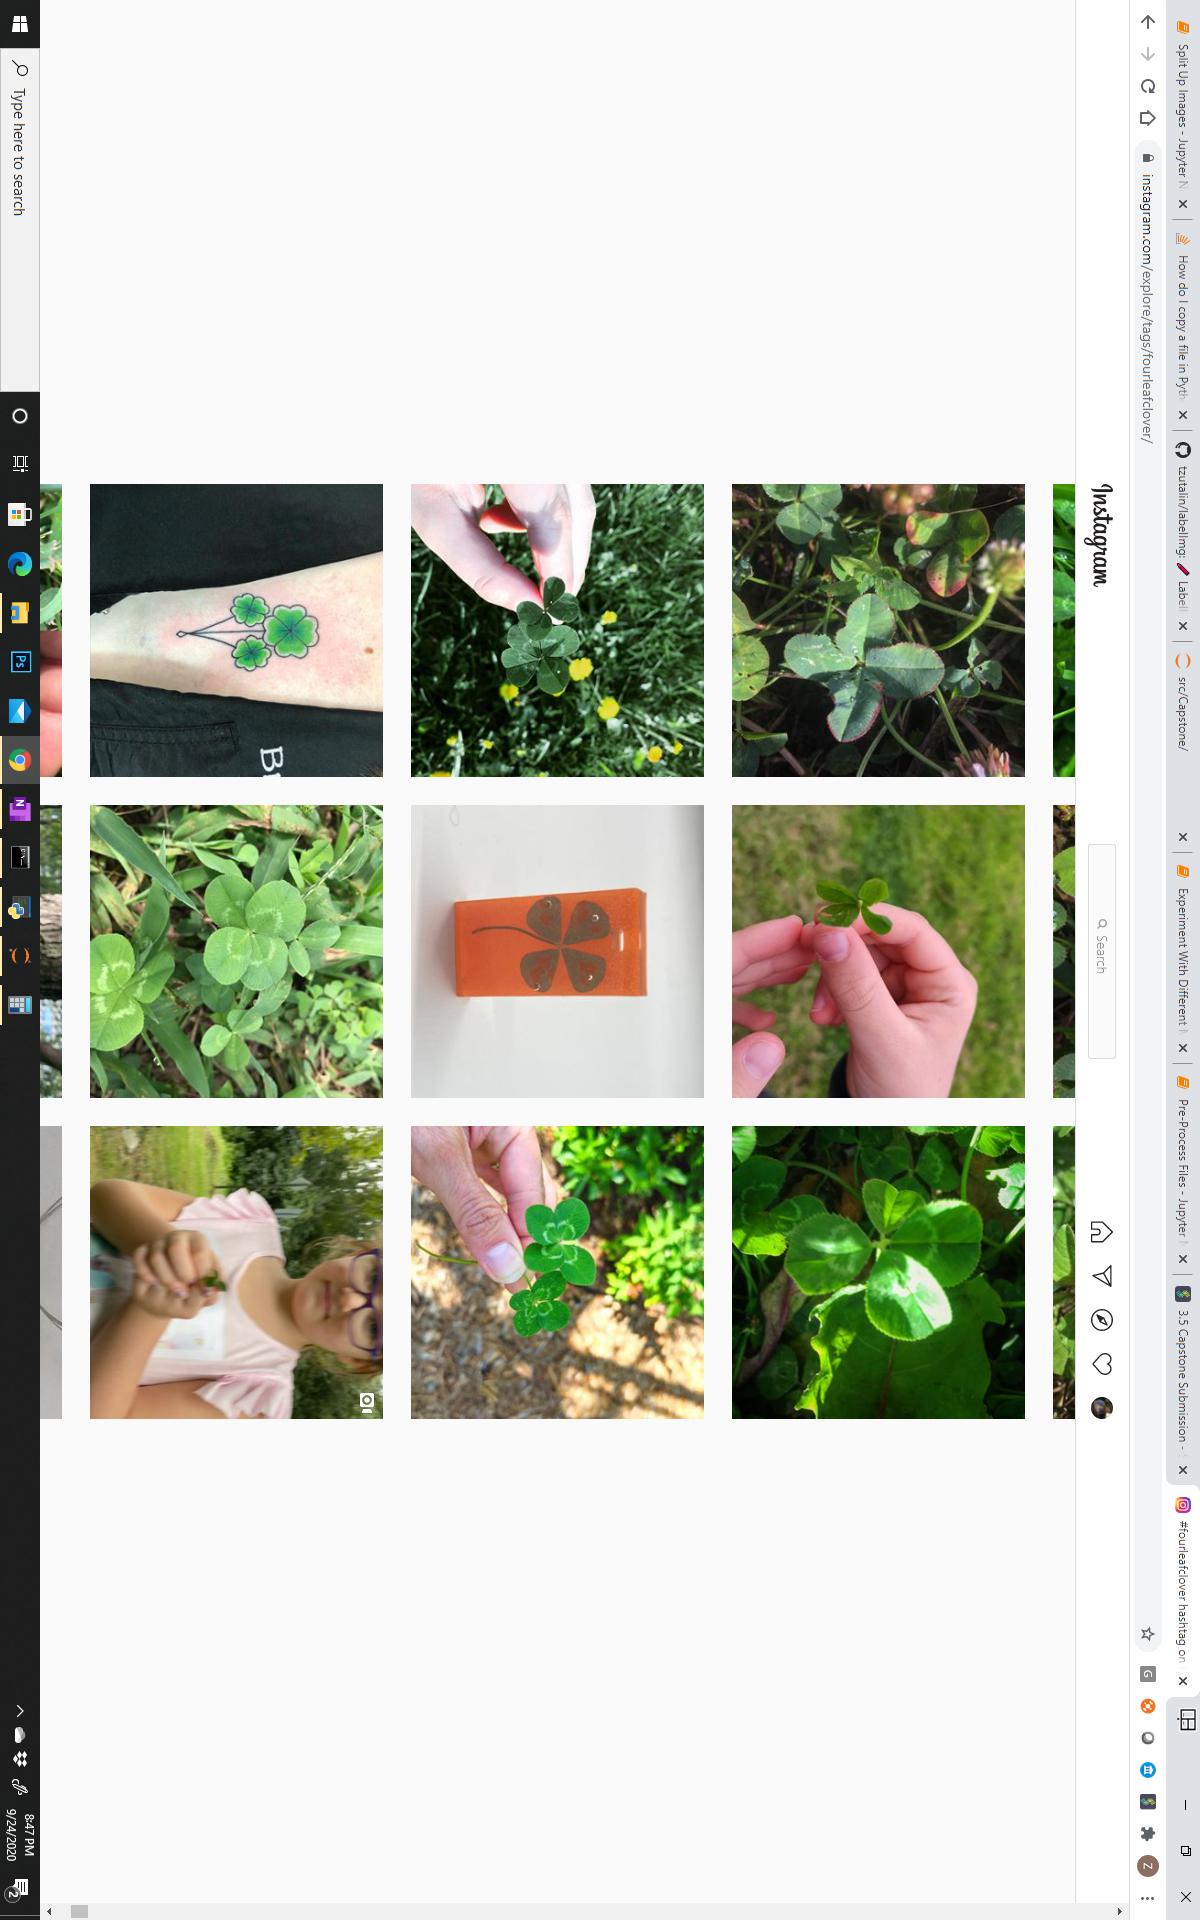 Split Up Images - Jupyter N
How do I copy a file in Pyth
tzutalin/labelImg: Label
src/Capstone/
Experiment With Different
Pre-Process Files - Jupyter
3.5 Capstone Submission -
#fourleafclover hashtag on
instagram.com/explore/tags/fourleafclover/
G
Z
Instagram
Search
Type here to search
Ps
N
8:47 PM
9/24/2020
2